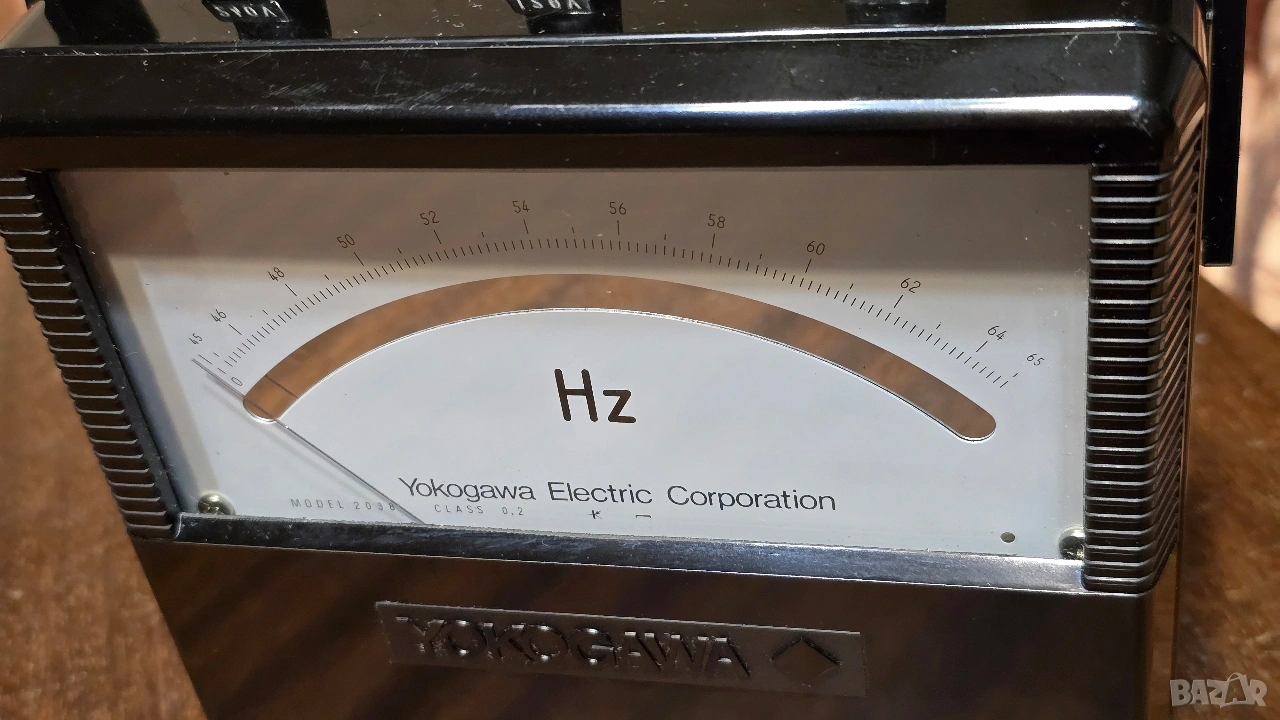 150V
45 46 48 50 52 54 56 58 60 62 64 65
0
Hz
Yokogawa Electric Corporation
CLASS 0.2
YOKOGAWA
BAZAR